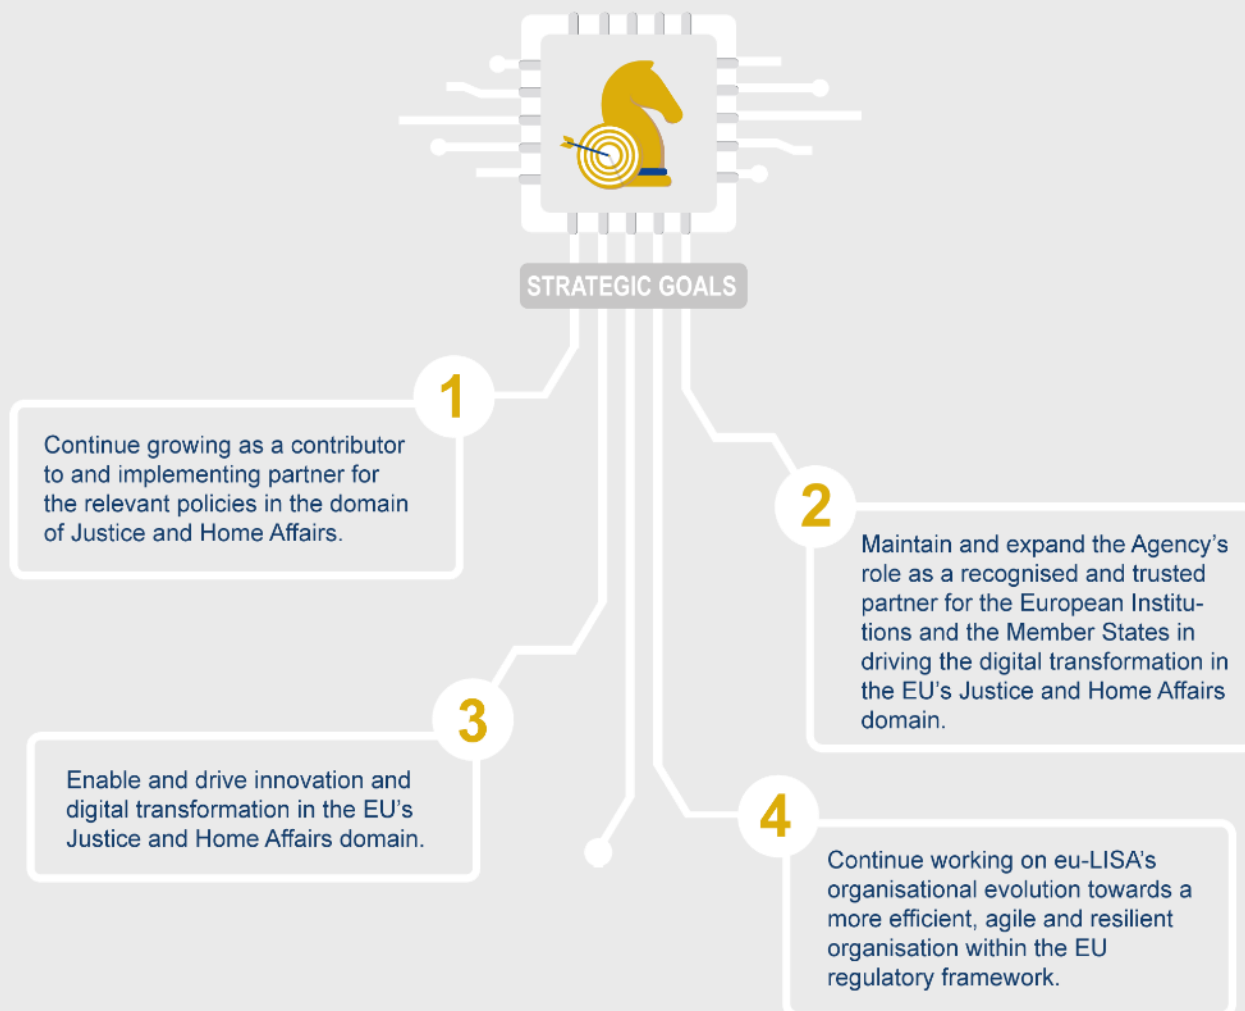 STRATEGIC GOALS
1
Continue growing as a contributor
to and implementing partner for
the relevant policies in the domain
of Justice and Home Affairs.
2
Maintain and expand the Agency’s
role as a recognised and trusted
partner for the European Institu-
tions and the Member States in
driving the digital transformation in
the EU’s Justice and Home Affairs
domain.
3
Enable and drive innovation and
digital transformation in the EU’s
Justice and Home Affairs domain.
4
Continue working on eu-LISA’s
organisational evolution towards a
more efficient, agile and resilient
organisation within the EU
regulatory framework.